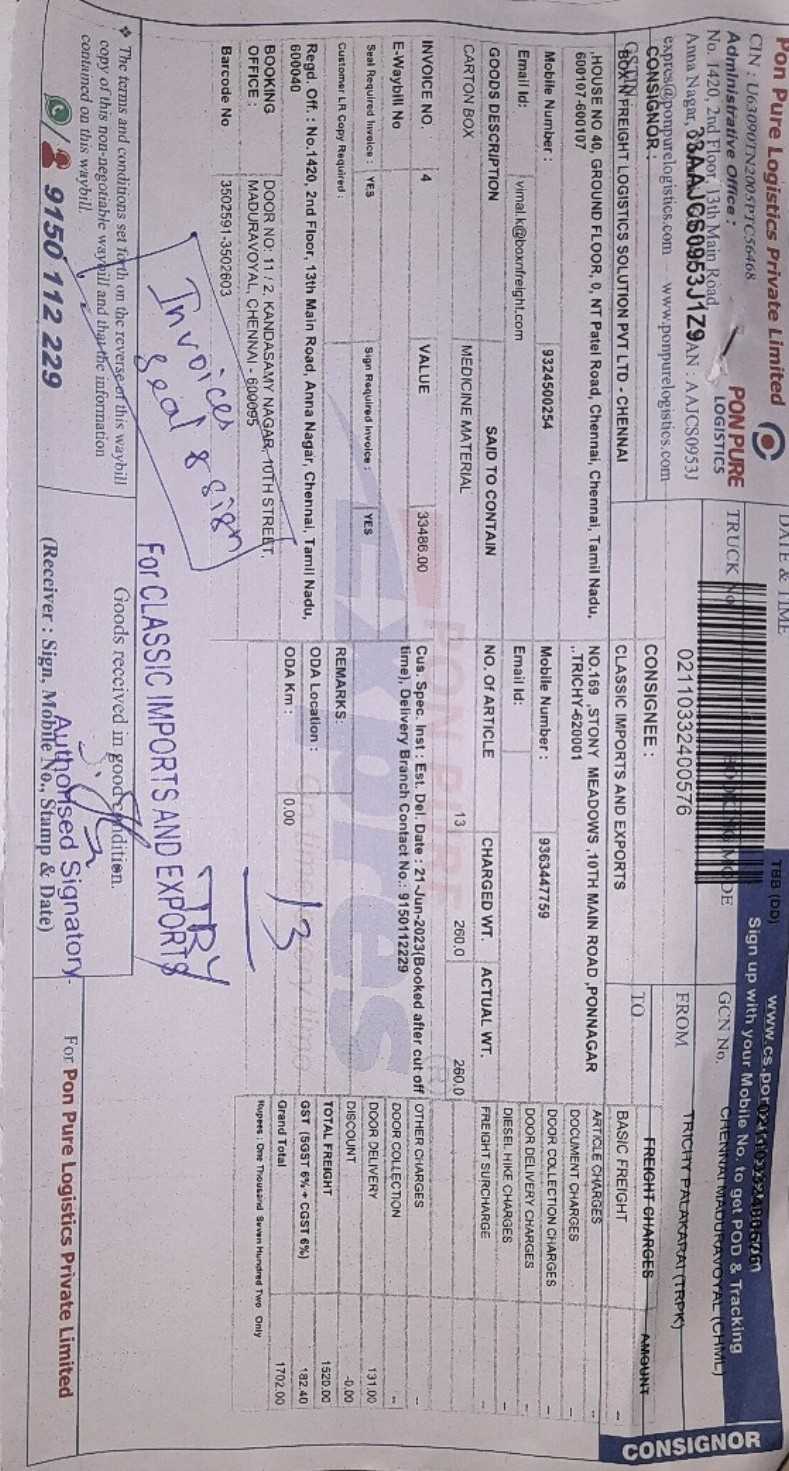 Pon Pure Logistics Private Limited
CIN : U63090TN2005PTC56468
Administrative Office :
No. 1420, 2nd Floor, 13th Main Road,
Anna Nagar,
33AAJCS0953J1Z9
AN : AAJCS0953J
expres@ponpurelogistics.com www.ponpurelogistics.com
PON PURE
LOGISTICS
DATE & TIME
TRUCK No
02110332400576
BOOKING MODE
TBB (DD)
www.cs.por
Sign up with your Mobile No. to got POD & Tracking
GCN No.
CHENNAI MADURAVOYAL (CHML)
FROM
TRICHY PALAKARAI (TRPK)
TO
CONSIGNOR
GSTIN
CONSIGNOR :
BOXN FREIGHT LOGISTICS SOLUTION PVT LTD - CHENNAI
,HOUSE NO 40, GROUND FLOOR, 0, NT Patel Road, Chennai, Chennai, Tamil Nadu,
600107-600107
Mobile Number : 9324500254
Email Id: vimal.k@boxnfreight.com
CONSIGNEE :
CLASSIC IMPORTS AND EXPORTS
NO.169 ,STONY MEADOWS ,10TH MAIN ROAD ,PONNAGAR
,.TRICHY-620001
Mobile Number : 9363447759
Email Id:
GOODS DESCRIPTION SAID TO CONTAIN NO. Of ARTICLE CHARGED WT. ACTUAL WT.
CARTON BOX MEDICINE MATERIAL 13 260.0 260.0
INVOICE NO. 4 VALUE 33486.00
E-Waybill No
Cus. Spec. Inst : Est. Del. Date : 21-Jun-2023(Booked after cut off
time), Delivery Branch Contact No.: 9150112229
Seal Required Invoice : YES Sign Required Invoice : YES
Customer LR Copy Required :
REMARKS:
Regd. Off. : No.1420, 2nd Floor, 13th Main Road, Anna Nagar, Chennai, Tamil Nadu,
600040
ODA Location :
ODA Km : 0.00
BOOKING
OFFICE :
DOOR NO: 11 / 2, KANDASAMY NAGAR, 10TH STREET,
MADURAVOYAL, CHENNAI - 600095
Barcode No 3502591-3502603
FREIGHT CHARGES AMOUNT
BASIC FREIGHT --
ARTICLE CHARGES --
DOCUMENT CHARGES --
DOOR COLLECTION CHARGES --
DOOR DELIVERY CHARGES --
DIESEL HIKE CHARGES --
FREIGHT SURCHARGE --
OTHER CHARGES --
DOOR COLLECTION --
DOOR DELIVERY 131.00
DISCOUNT -0.00
TOTAL FREIGHT 1520.00
GST (SGST 6% + CGST 6%) 182.40
Grand Total 1702.00
Rupees : One Thousand Seven Hundred Two Only
PON PURE
expres
Invoices
Seal & Sign
TRY
13
For CLASSIC IMPORTS AND EXPORTS
Goods received in good condition.
Authorised Signatory.
(Receiver : Sign, Mobile No., Stamp & Date)
The terms and conditions set forth on the reverse of this waybill
copy of this non-negotiable waybill and that the information
contained on this waybill.
9150 112 229
For Pon Pure Logistics Private Limited